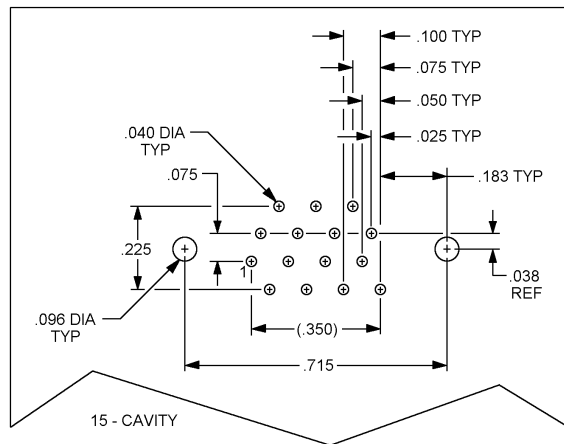 .100 TYP
.075 TYP
.050 TYP
.025 TYP
.040 DIA
TYP
.075
.183 TYP
.225
1
.038
REF
.096 DIA
TYP
(.350)
.715
15 - CAVITY